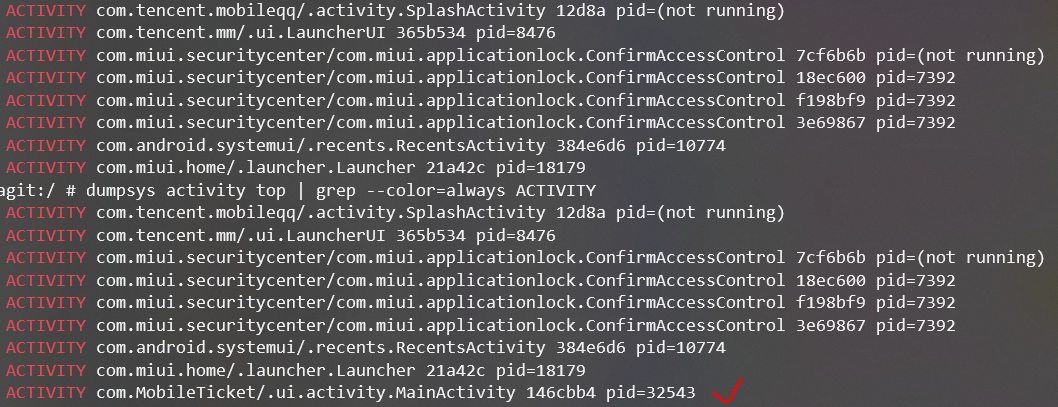 ACTIVITY com.tencent.mobileqq/.activity.SplashActivity 12d8a pid=(not running)
ACTIVITY com.tencent.mm/.ui.LauncherUI 365b534 pid=8476
ACTIVITY com.miui.securitycenter/com.miui.applicationlock.ConfirmAccessControl 7cf6b6b pid=(not running)
ACTIVITY com.miui.securitycenter/com.miui.applicationlock.ConfirmAccessControl 18ec600 pid=7392
ACTIVITY com.miui.securitycenter/com.miui.applicationlock.ConfirmAccessControl f198bf9 pid=7392
ACTIVITY com.miui.securitycenter/com.miui.applicationlock.ConfirmAccessControl 3e69867 pid=7392
ACTIVITY com.android.systemui/.recents.RecentsActivity 384e6d6 pid=10774
ACTIVITY com.miui.home/.launcher.Launcher 21a42c pid=18179
agit:/ # dumpsys activity top | grep --color=always ACTIVITY
ACTIVITY com.tencent.mobileqq/.activity.SplashActivity 12d8a pid=(not running)
ACTIVITY com.tencent.mm/.ui.LauncherUI 365b534 pid=8476
ACTIVITY com.miui.securitycenter/com.miui.applicationlock.ConfirmAccessControl 7cf6b6b pid=(not running)
ACTIVITY com.miui.securitycenter/com.miui.applicationlock.ConfirmAccessControl 18ec600 pid=7392
ACTIVITY com.miui.securitycenter/com.miui.applicationlock.ConfirmAccessControl f198bf9 pid=7392
ACTIVITY com.miui.securitycenter/com.miui.applicationlock.ConfirmAccessControl 3e69867 pid=7392
ACTIVITY com.android.systemui/.recents.RecentsActivity 384e6d6 pid=10774
ACTIVITY com.miui.home/.launcher.Launcher 21a42c pid=18179
ACTIVITY com.MobileTicket/.ui.activity.MainActivity 146cbb4 pid=32543